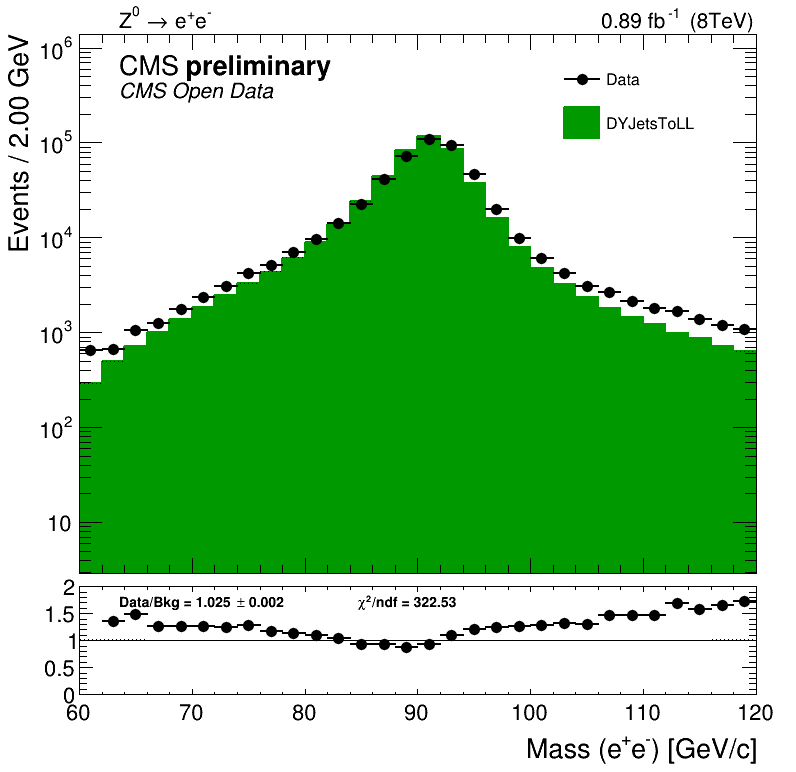 Z⁰ → e⁺e⁻
0.89 fb⁻¹ (8TeV)
CMS preliminary
CMS Open Data
Data
DYJetsToLL
Events / 2.00 GeV
10⁶
10⁵
10⁴
10³
10²
10
Data/Bkg = 1.025 ± 0.002
χ²/ndf = 322.53
2
1.5
1
0.5
0
60 70 80 90 100 110 120
Mass (e⁺e⁻) [GeV/c]